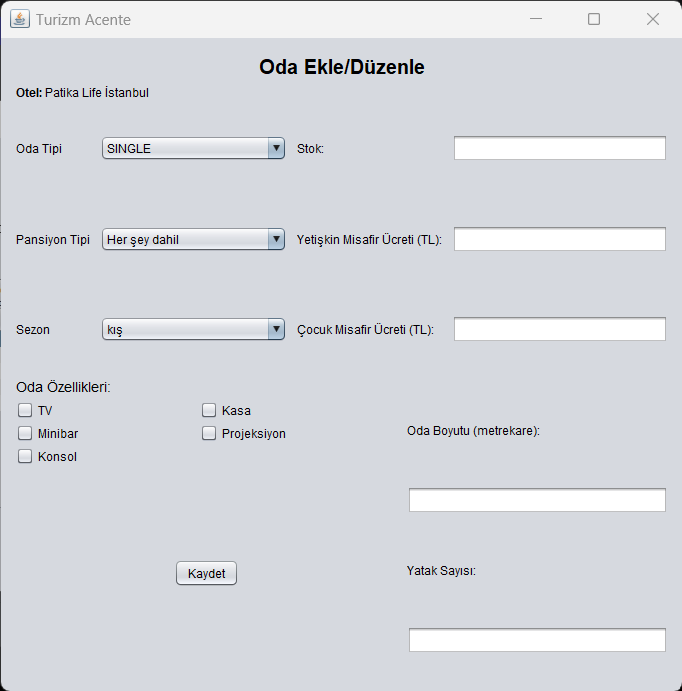 Turizm Acente
Oda Ekle/Düzenle
Otel: Patika Life İstanbul
Oda Tipi SINGLE Stok:
Pansiyon Tipi Her şey dahil Yetişkin Misafir Ücreti (TL):
Sezon kış Çocuk Misafir Ücreti (TL):
Oda Özellikleri:
TV Kasa
Minibar Projeksiyon
Konsol
Oda Boyutu (metrekare):
Kaydet
Yatak Sayısı: